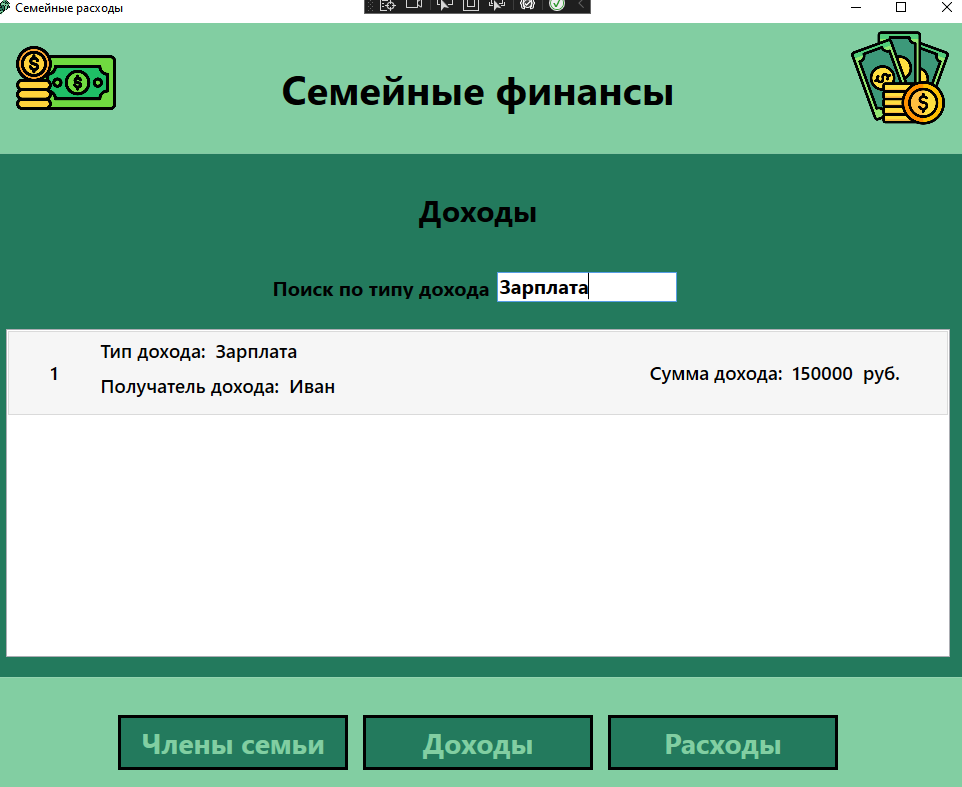 Семейные расходы
Семейные финансы
Доходы
Поиск по типу дохода Зарплата
1
Тип дохода: Зарплата
Получатель дохода: Иван
Сумма дохода: 150000 руб.
Члены семьи
Доходы
Расходы